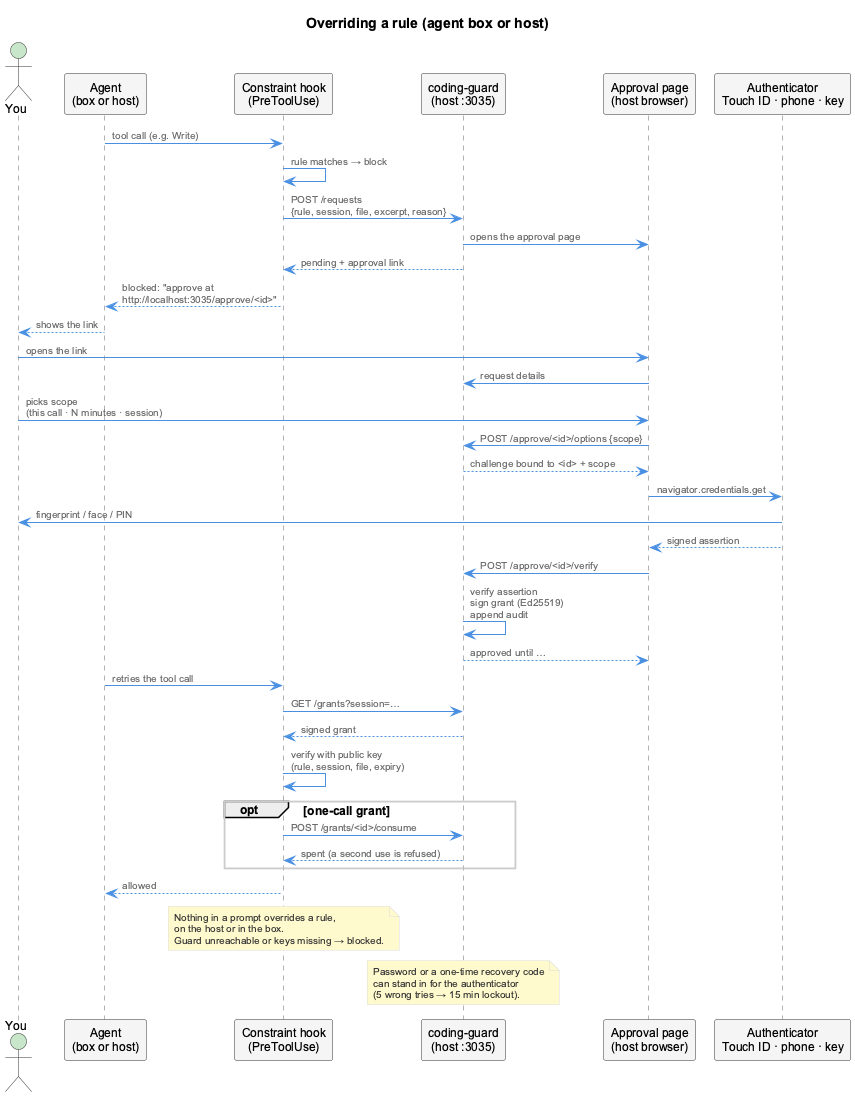 Overriding a rule (agent box or host)
You
Agent
(box or host)
Constraint hook
(PreToolUse)
coding-guard
(host :3035)
Approval page
(host browser)
Authenticator
Touch ID · phone · key
tool call (e.g. Write)
rule matches → block
POST /requests
{rule, session, file, excerpt, reason}
opens the approval page
pending + approval link
blocked: "approve at
http://localhost:3035/approve/<id>"
shows the link
opens the link
request details
picks scope
(this call · N minutes · session)
POST /approve/<id>/options {scope}
challenge bound to <id> + scope
navigator.credentials.get
fingerprint / face / PIN
signed assertion
POST /approve/<id>/verify
verify assertion
sign grant (Ed25519)
append audit
approved until …
retries the tool call
GET /grants?session=…
signed grant
verify with public key
(rule, session, file, expiry)
opt
[one-call grant]
POST /grants/<id>/consume
spent (a second use is refused)
allowed
Nothing in a prompt overrides a rule,
on the host or in the box.
Guard unreachable or keys missing → blocked.
Password or a one-time recovery code
can stand in for the authenticator
(5 wrong tries → 15 min lockout).
You
Agent
(box or host)
Constraint hook
(PreToolUse)
coding-guard
(host :3035)
Approval page
(host browser)
Authenticator
Touch ID · phone · key